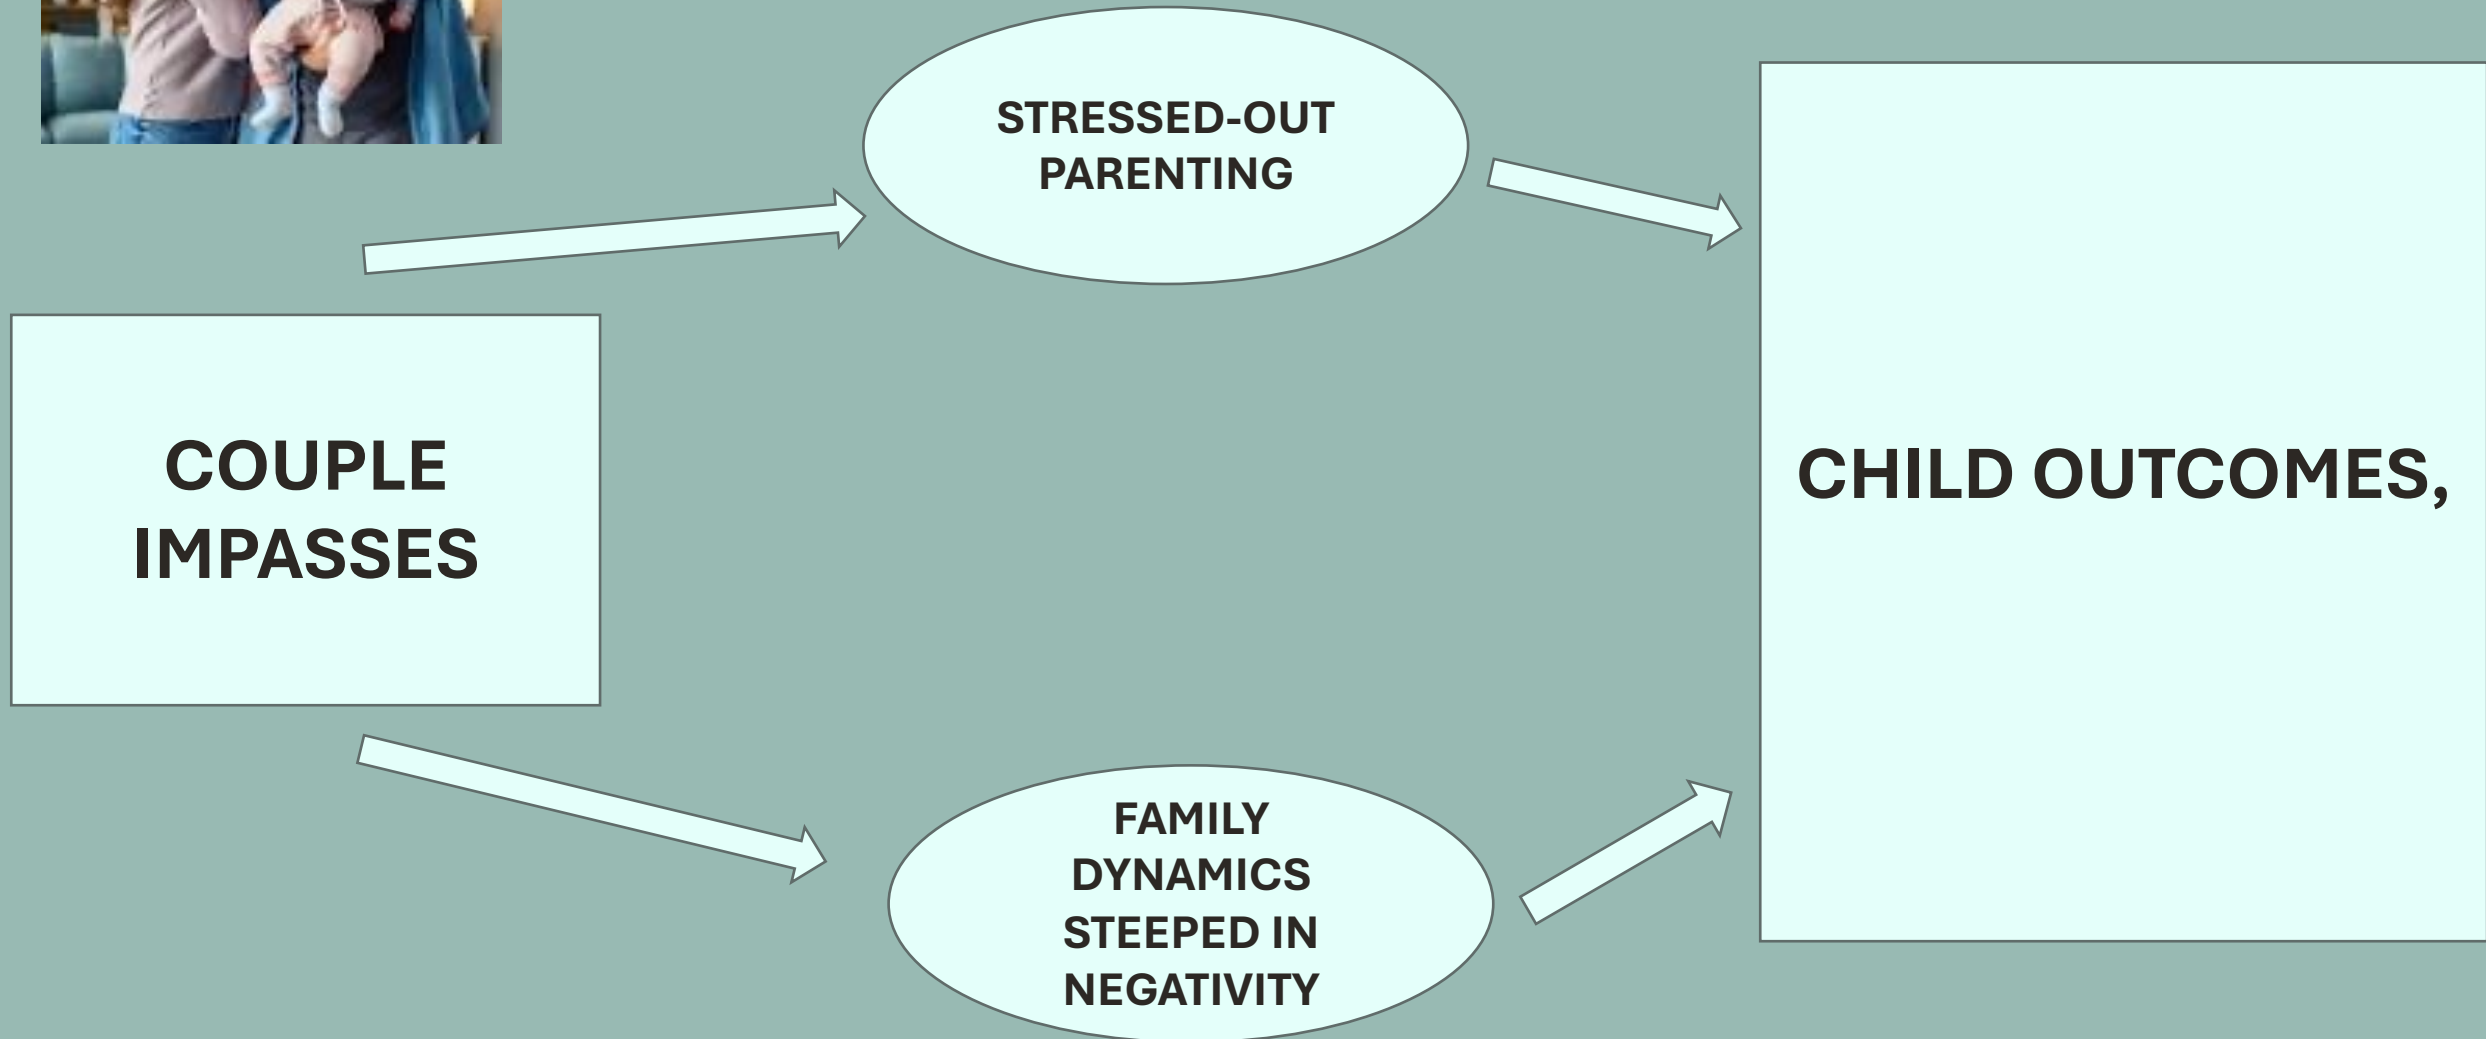 STRESSED-OUT
PARENTING
COUPLE
IMPASSES
CHILD OUTCOMES,
FAMILY
DYNAMICS
STEEPED IN
NEGATIVITY